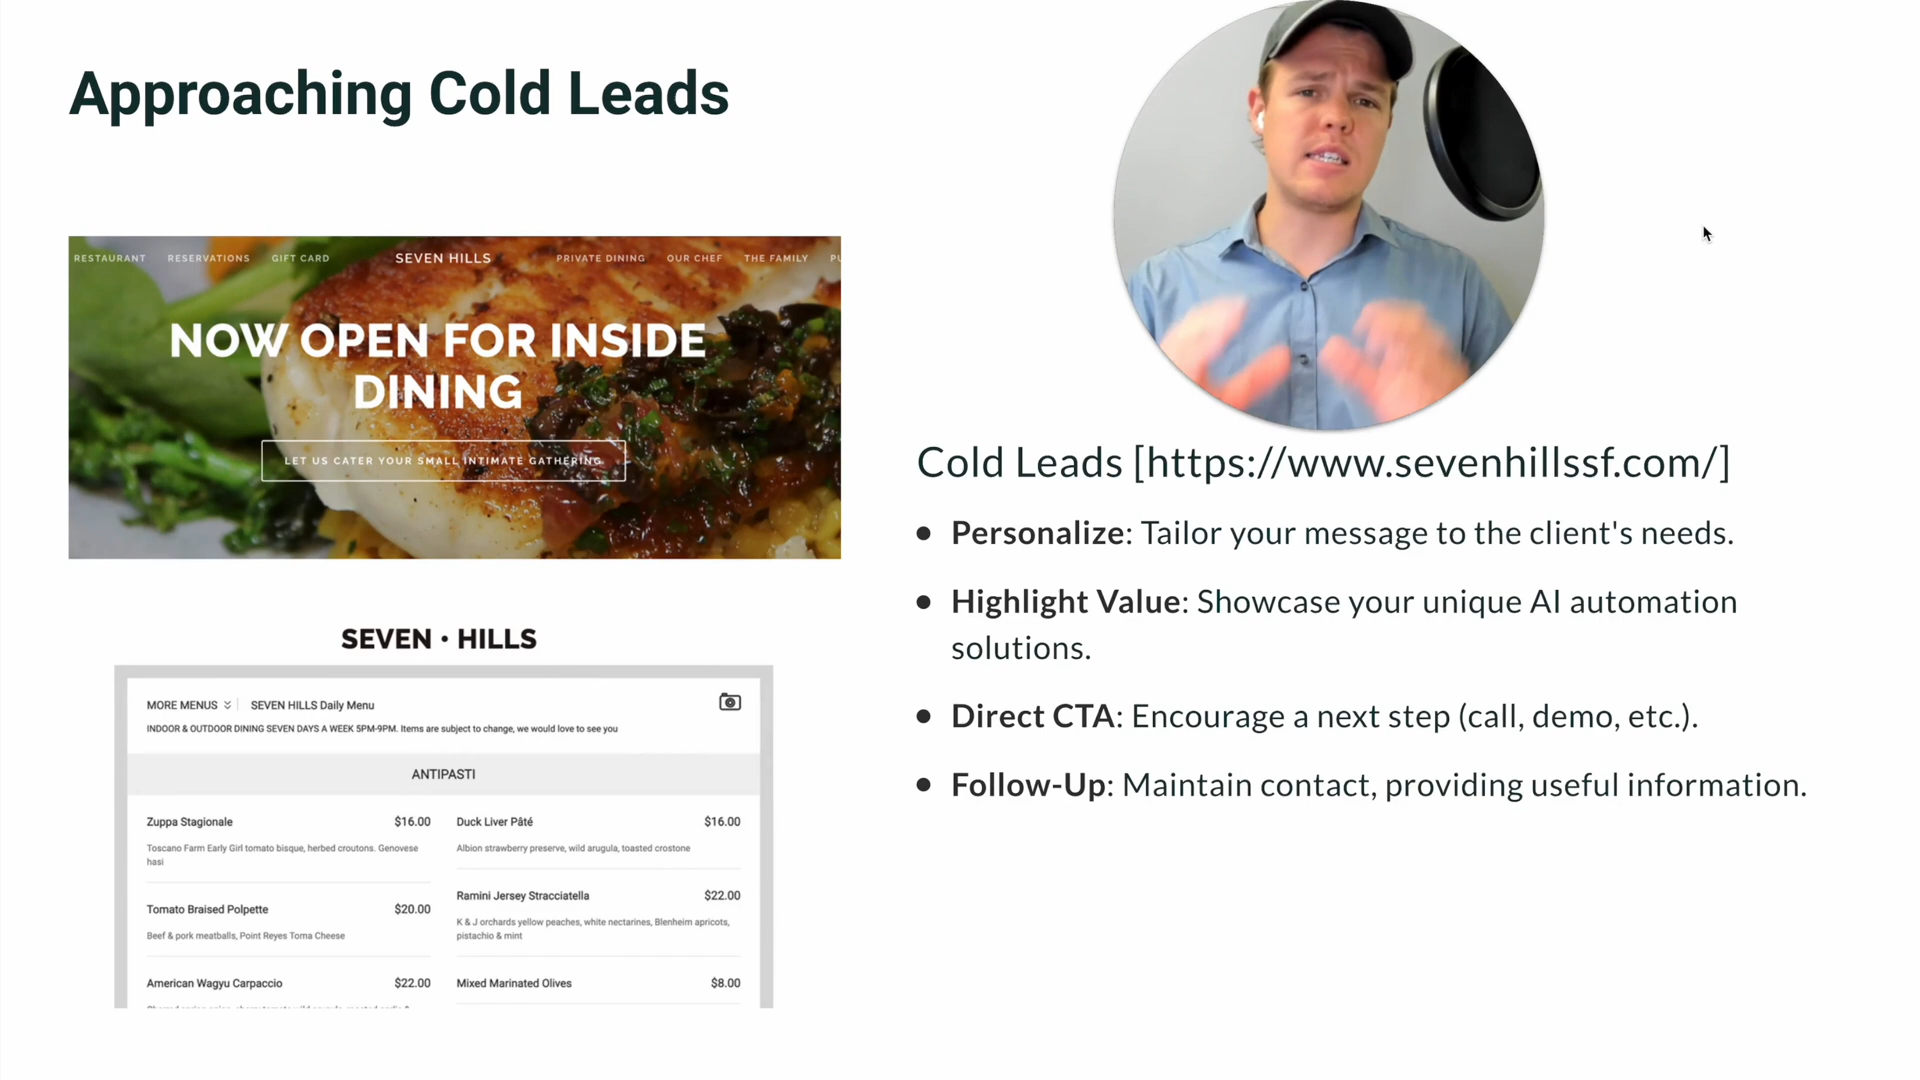 Approaching Cold Leads
RESTAURANT RESERVATIONS GIFT CARD SEVEN HILLS PRIVATE DINING OUR CHEF THE FAMILY
NOW OPEN FOR INSIDE
DINING
LET US CATER YOUR SMALL INTIMATE GATHERING
SEVEN • HILLS
MORE MENUS SEVEN HILLS Daily Menu
INDOOR & OUTDOOR DINING SEVEN DAYS A WEEK 5PM-9PM. Items are subject to change, we would love to see you
ANTIPASTI
Zuppa Stagionale $16.00
Toscano Farm Early Girl tomato bisque, herbed croutons. Genovese
hasi
Tomato Braised Polpette $20.00
Beef & pork meatballs, Point Reyes Toma Cheese
American Wagyu Carpaccio $22.00
Duck Liver Pâté $16.00
Albion strawberry preserve, wild arugula, toasted crostone
Ramini Jersey Stracciatella $22.00
K & J orchards yellow peaches, white nectarines, Blenheim apricots,
pistachio & mint
Mixed Marinated Olives $8.00
Cold Leads [https://www.sevenhillssf.com/]
• Personalize: Tailor your message to the client's needs.
• Highlight Value: Showcase your unique AI automation
solutions.
• Direct CTA: Encourage a next step (call, demo, etc.).
• Follow-Up: Maintain contact, providing useful information.